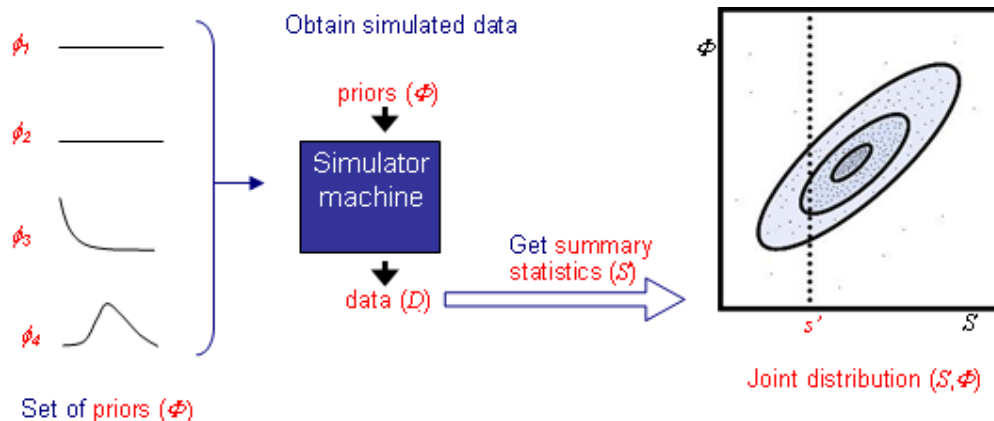 ϕ1
ϕ2
ϕ3
ϕ4
Set of priors (Φ)
Obtain simulated data
priors (Φ)
Simulator
machine
data (D)
Get summary
statistics (S)
Φ
s'
S
Joint distribution (S,Φ)